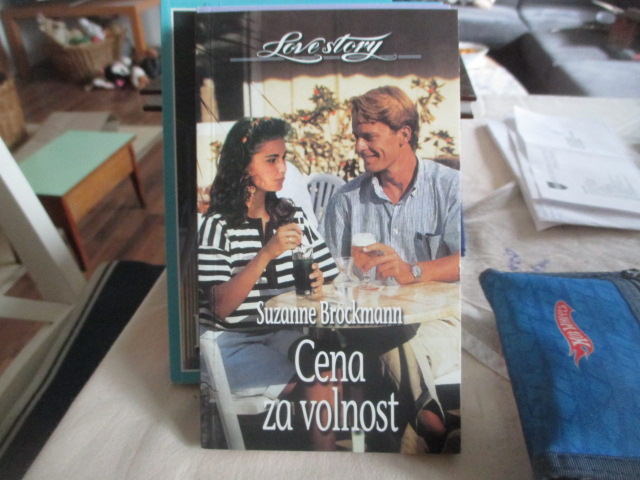 Love story
Suzanne Brockmann
Cena
za volnost